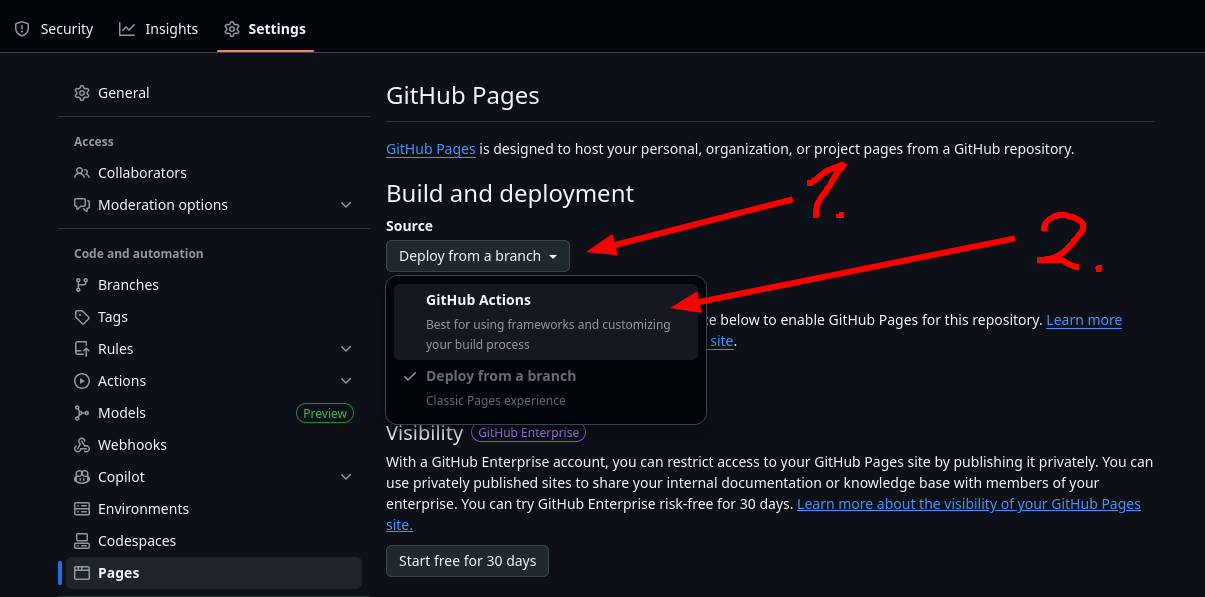 Security Insights Settings
General
Access
Collaborators
Moderation options
Code and automation
Branches
Tags
Rules
Actions
Models Preview
Webhooks
Copilot
Environments
Codespaces
Pages
GitHub Pages
GitHub Pages is designed to host your personal, organization, or project pages from a GitHub repository.
1.
Build and deployment
Source
2.
Deploy from a branch
GitHub Actions
Best for using frameworks and customizing
your build process
below to enable GitHub Pages for this repository. Learn more
site.
Deploy from a branch
Classic Pages experience
Visibility GitHub Enterprise
With a GitHub Enterprise account, you can restrict access to your GitHub Pages site by publishing it privately. You can
use privately published sites to share your internal documentation or knowledge base with members of your
enterprise. You can try GitHub Enterprise risk-free for 30 days. Learn more about the visibility of your GitHub Pages
site.
Start free for 30 days